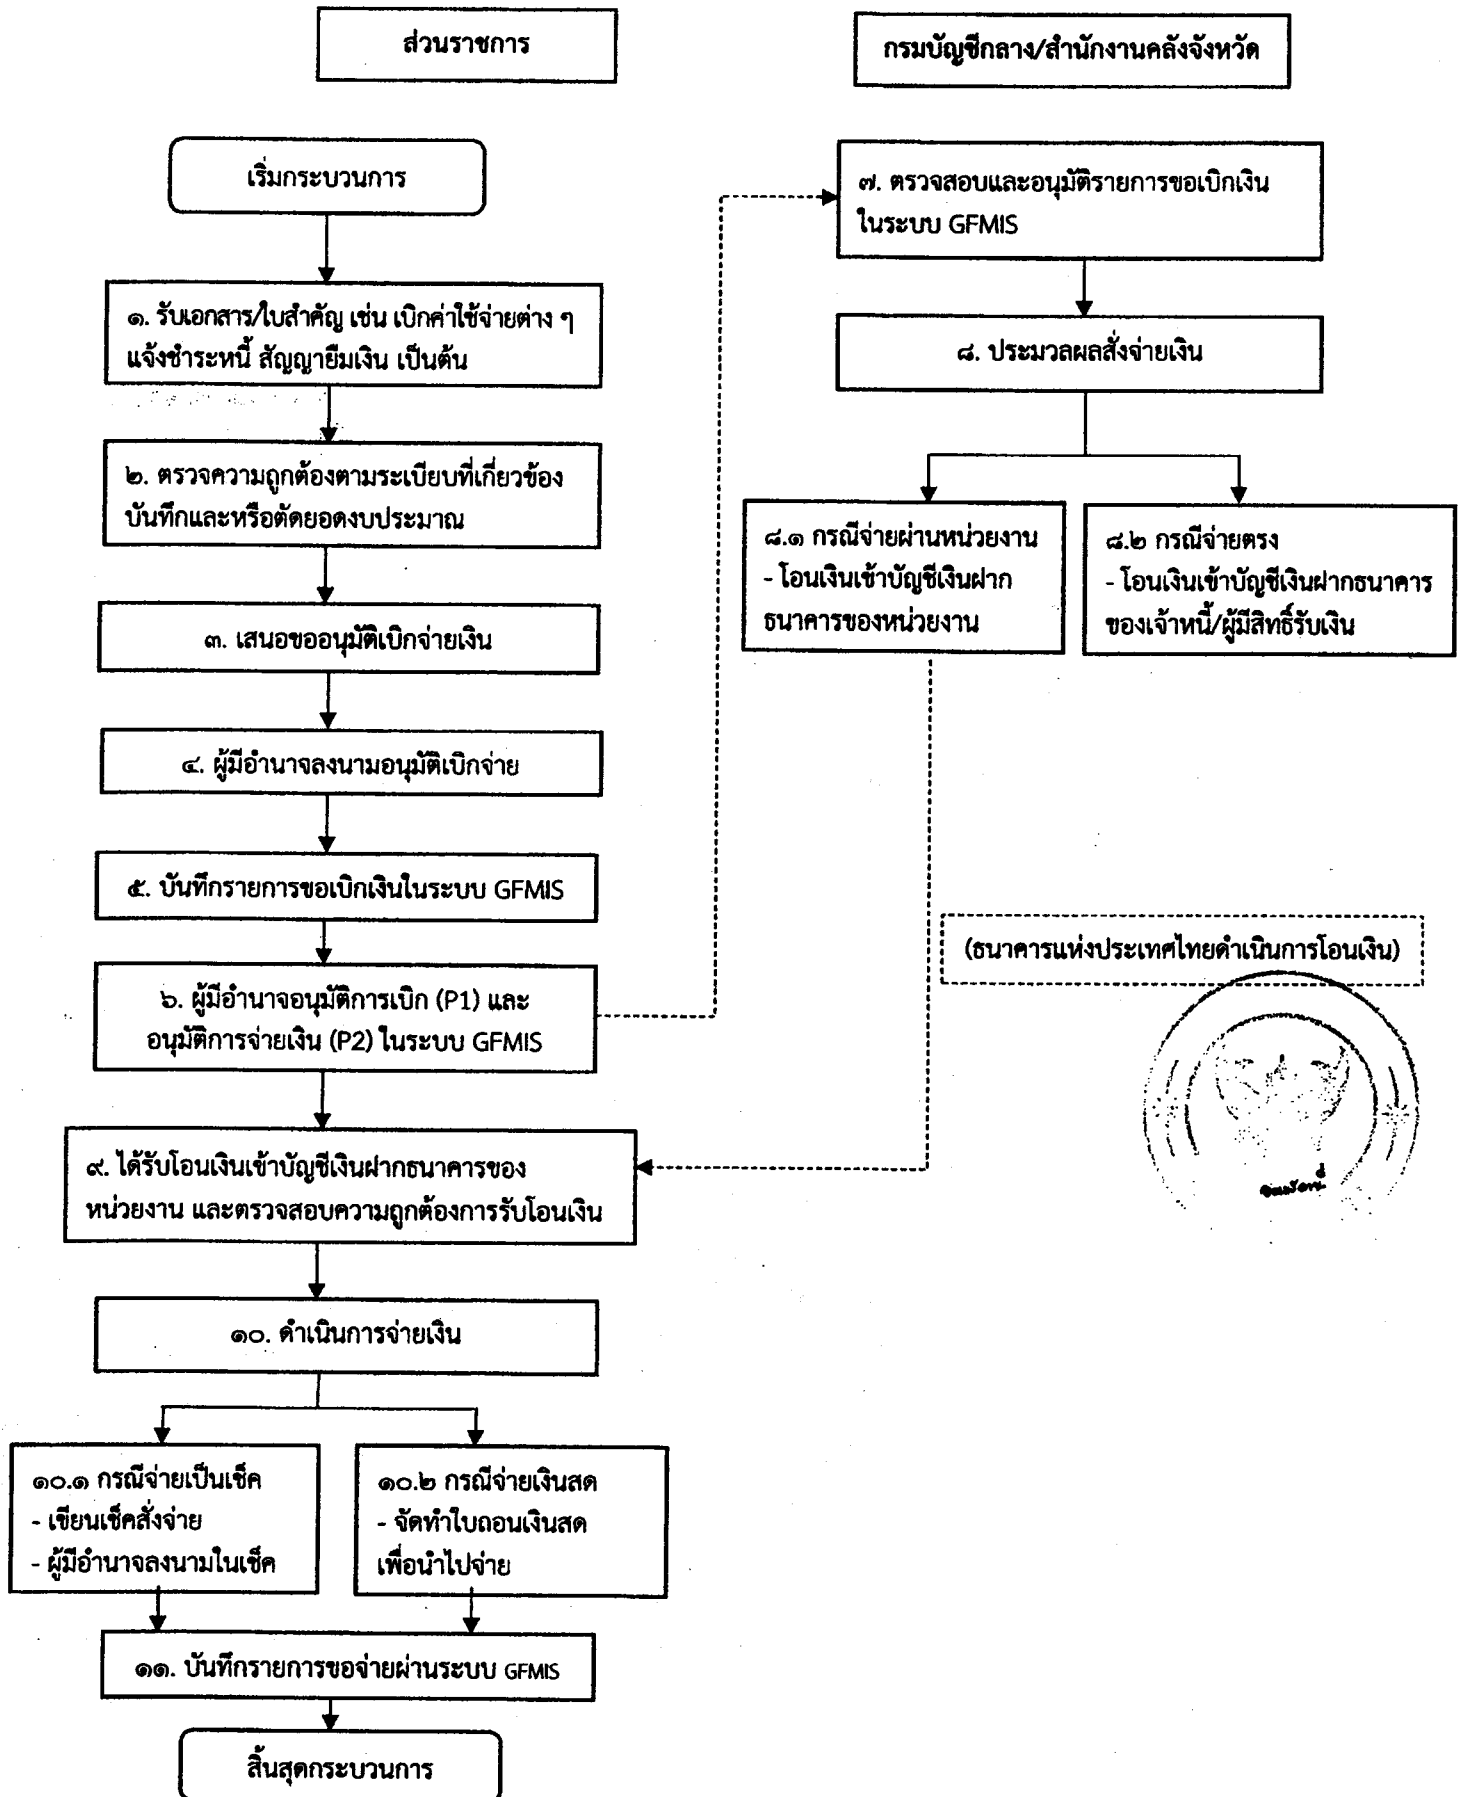 ส่วนราชการ
กรมบัญชีกลาง/สำนักงานคลังจังหวัด
เริ่มกระบวนการ
๑. รับเอกสาร/ใบสำคัญ เช่น เบิกค่าใช้จ่ายต่าง ๆ
แจ้งชำระหนี้ สัญญายืมเงิน เป็นต้น
๒. ตรวจความถูกต้องตามระเบียบที่เกี่ยวข้อง
บันทึกและหรือตัดยอดงบประมาณ
๓. เสนอขออนุมัติเบิกจ่ายเงิน
๔. ผู้มีอำนาจลงนามอนุมัติเบิกจ่าย
๕. บันทึกรายการขอเบิกเงินในระบบ GFMIS
๖. ผู้มีอำนาจอนุมัติการเบิก (P1) และ
อนุมัติการจ่ายเงิน (P2) ในระบบ GFMIS
๗. ตรวจสอบและอนุมัติรายการขอเบิกเงิน
ในระบบ GFMIS
๘. ประมวลผลสั่งจ่ายเงิน
๘.๑ กรณีจ่ายผ่านหน่วยงาน
- โอนเงินเข้าบัญชีเงินฝาก
ธนาคารของหน่วยงาน
๘.๒ กรณีจ่ายตรง
- โอนเงินเข้าบัญชีเงินฝากธนาคาร
ของเจ้าหนี้/ผู้มีสิทธิ์รับเงิน
(ธนาคารแห่งประเทศไทยดำเนินการโอนเงิน)
๙. ได้รับโอนเงินเข้าบัญชีเงินฝากธนาคารของ
หน่วยงาน และตรวจสอบความถูกต้องการรับโอนเงิน
๑๐. ดำเนินการจ่ายเงิน
๑๐.๑ กรณีจ่ายเป็นเช็ค
- เขียนเช็คสั่งจ่าย
- ผู้มีอำนาจลงนามในเช็ค
๑๐.๒ กรณีจ่ายเงินสด
- จัดทำใบถอนเงินสด
เพื่อนำไปจ่าย
๑๑. บันทึกรายการขอจ่ายผ่านระบบ GFMIS
สิ้นสุดกระบวนการ